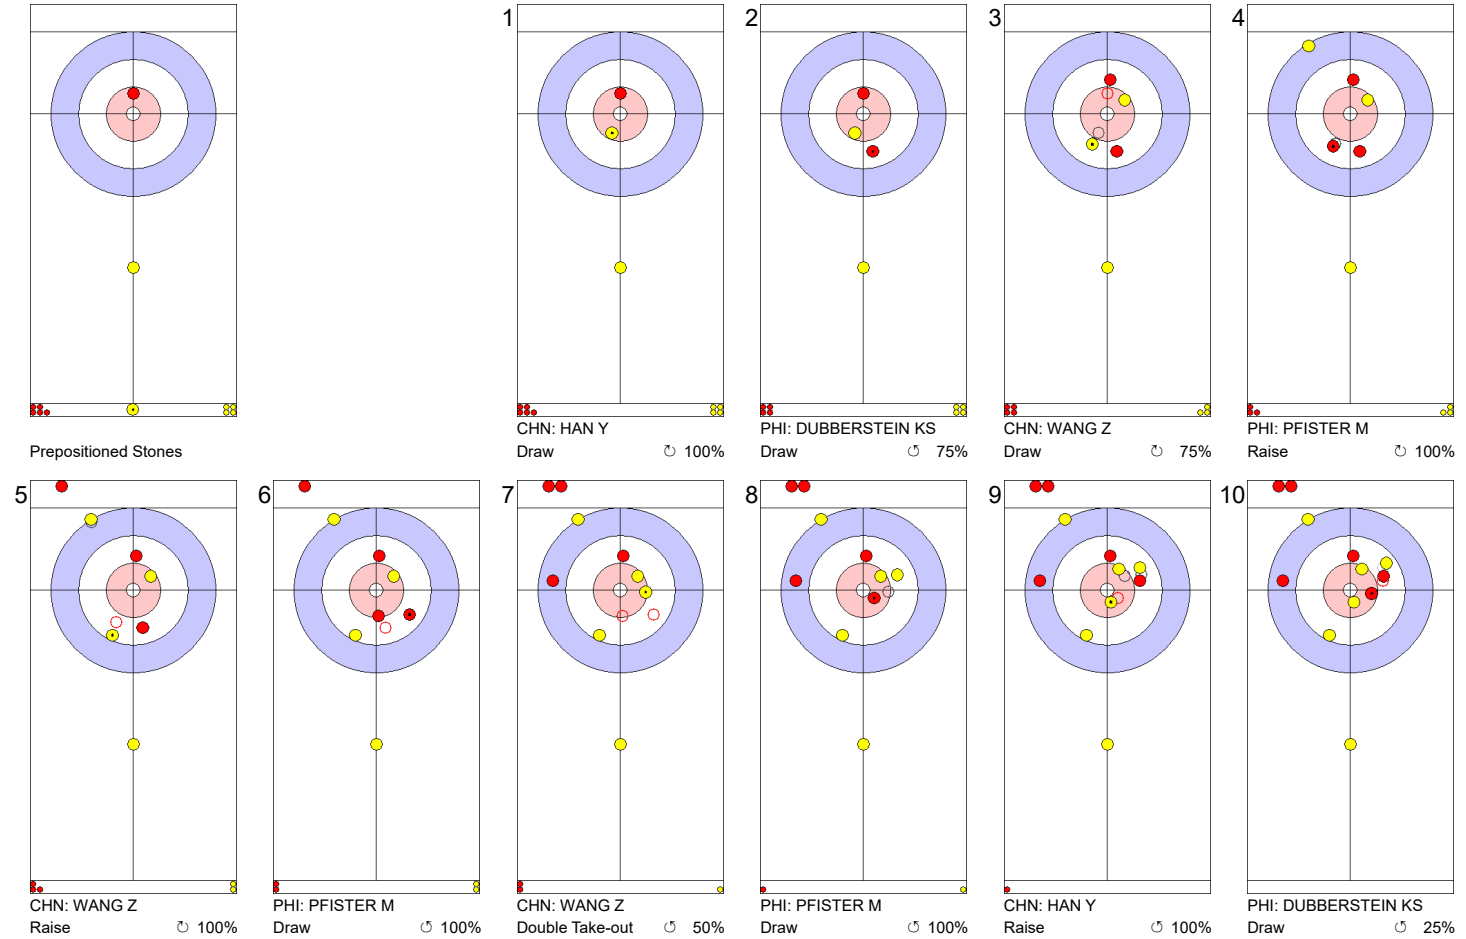 1
2
3
4
Prepositioned Stones
CHN: HAN Y
Draw 100%
PHI: DUBBERSTEIN KS
Draw 75%
CHN: WANG Z
Draw 75%
PHI: PFISTER M
Raise 100%
5
6
7
8
9
10
CHN: WANG Z
Raise 100%
PHI: PFISTER M
Draw 100%
CHN: WANG Z
Double Take-out 50%
PHI: PFISTER M
Draw 100%
CHN: HAN Y
Raise 100%
PHI: DUBBERSTEIN KS
Draw 25%